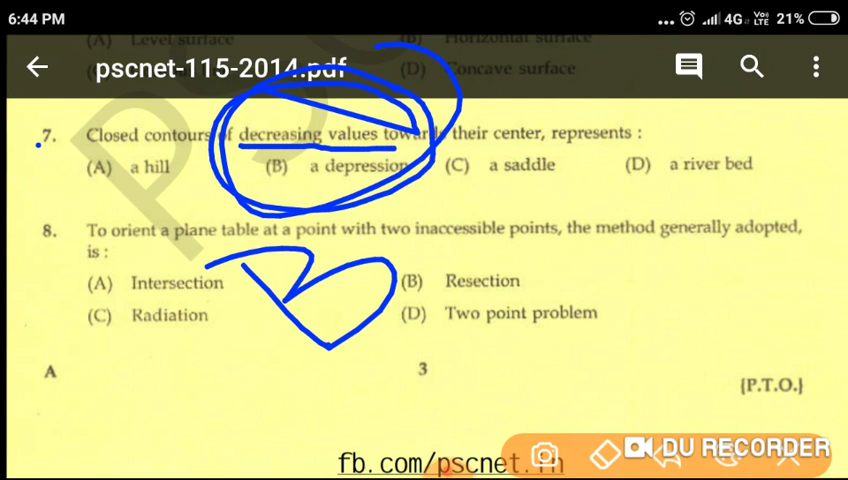 6:44 PM
4G Vo LTE 21%
(A) Level surface (B) Horizontal surface
pscnet-115-2014.pdf (D) Concave surface
7. Closed contours of decreasing values towards their center, represents :
(A) a hill (B) a depression (C) a saddle (D) a river bed
8. To orient a plane table at a point with two inaccessible points, the method generally adopted,
is :
B
(A) Intersection (B) Resection
(C) Radiation (D) Two point problem
A 3 {P.T.O.}
DU RECORDER
fb.com/pscnet.in